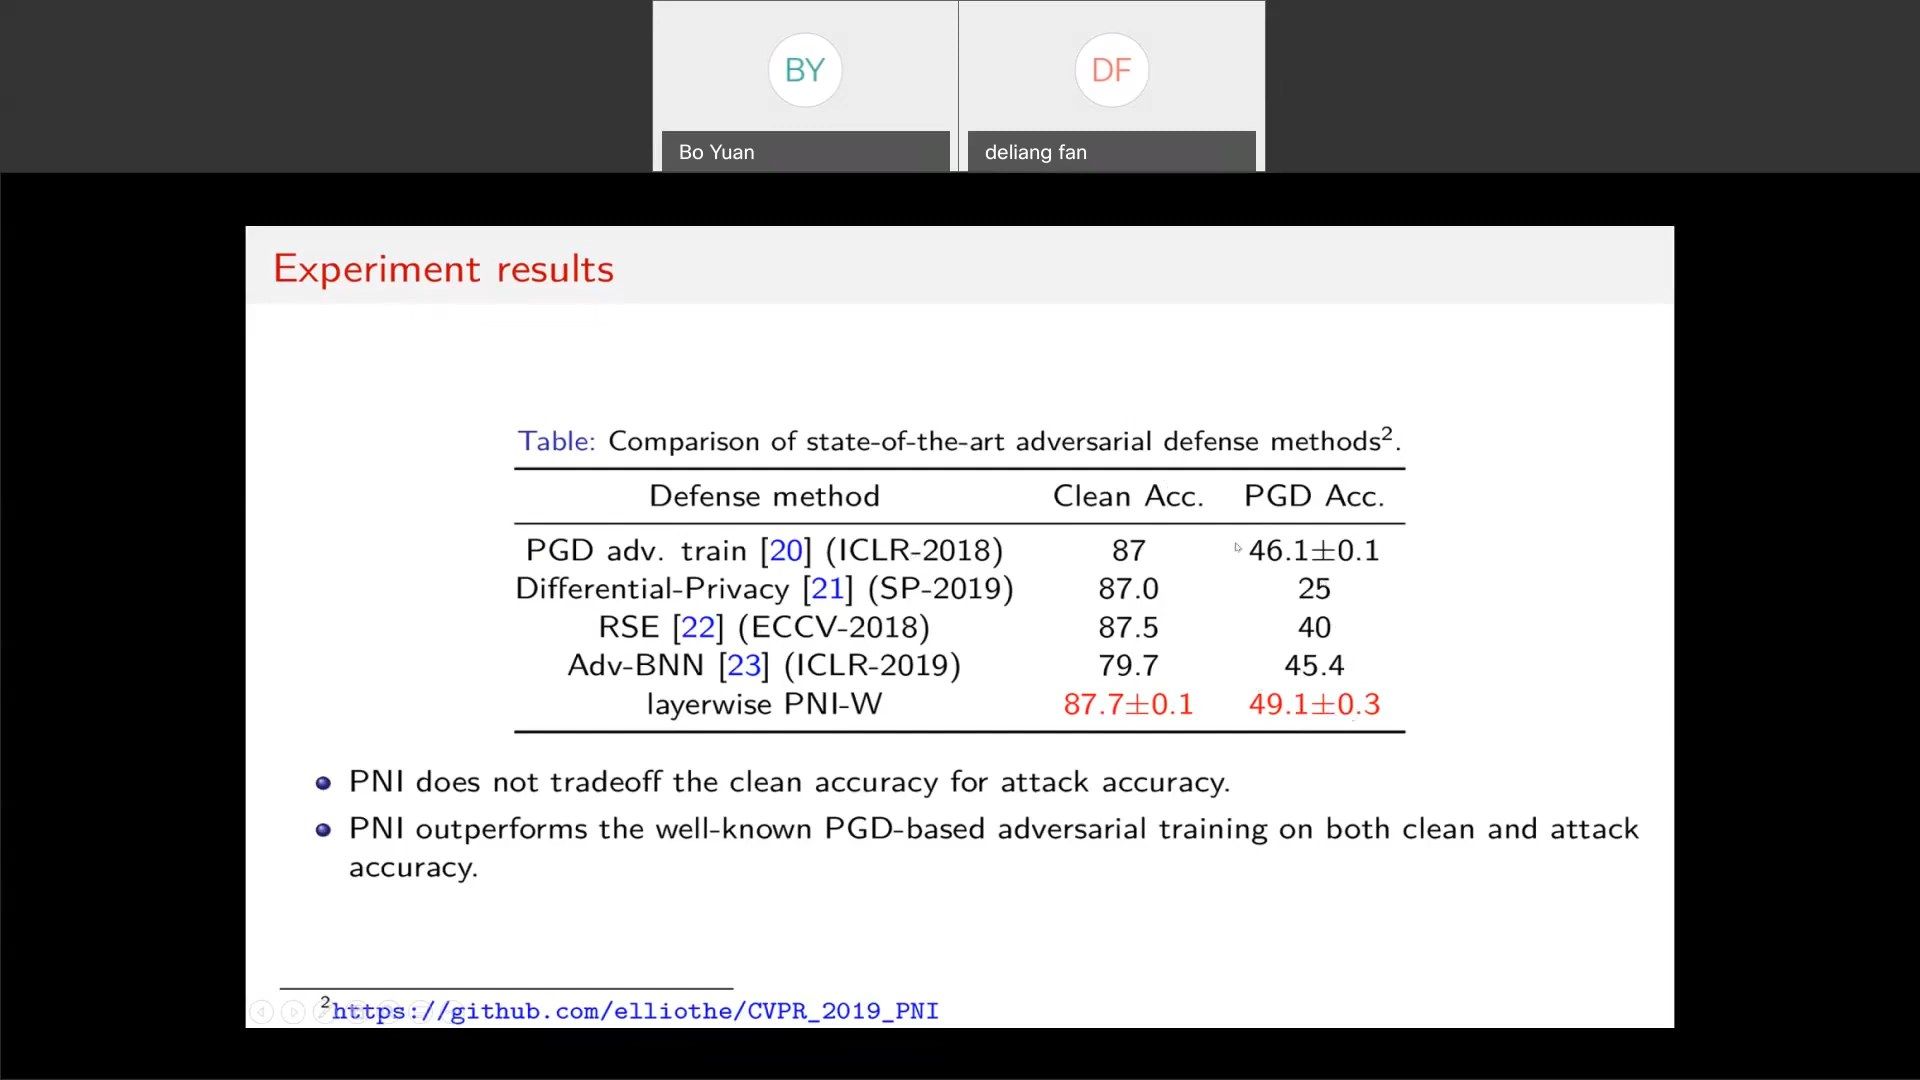 BY
DF
Bo Yuan
deliang fan
Experiment results
Table: Comparison of state-of-the-art adversarial defense methods².
Defense method Clean Acc. PGD Acc.
PGD adv. train [20] (ICLR-2018) 87 46.1±0.1
Differential-Privacy [21] (SP-2019) 87.0 25
RSE [22] (ECCV-2018) 87.5 40
Adv-BNN [23] (ICLR-2019) 79.7 45.4
layerwise PNI-W 87.7±0.1 49.1±0.3
PNI does not tradeoff the clean accuracy for attack accuracy.
PNI outperforms the well-known PGD-based adversarial training on both clean and attack
accuracy.
²https://github.com/elliothe/CVPR_2019_PNI